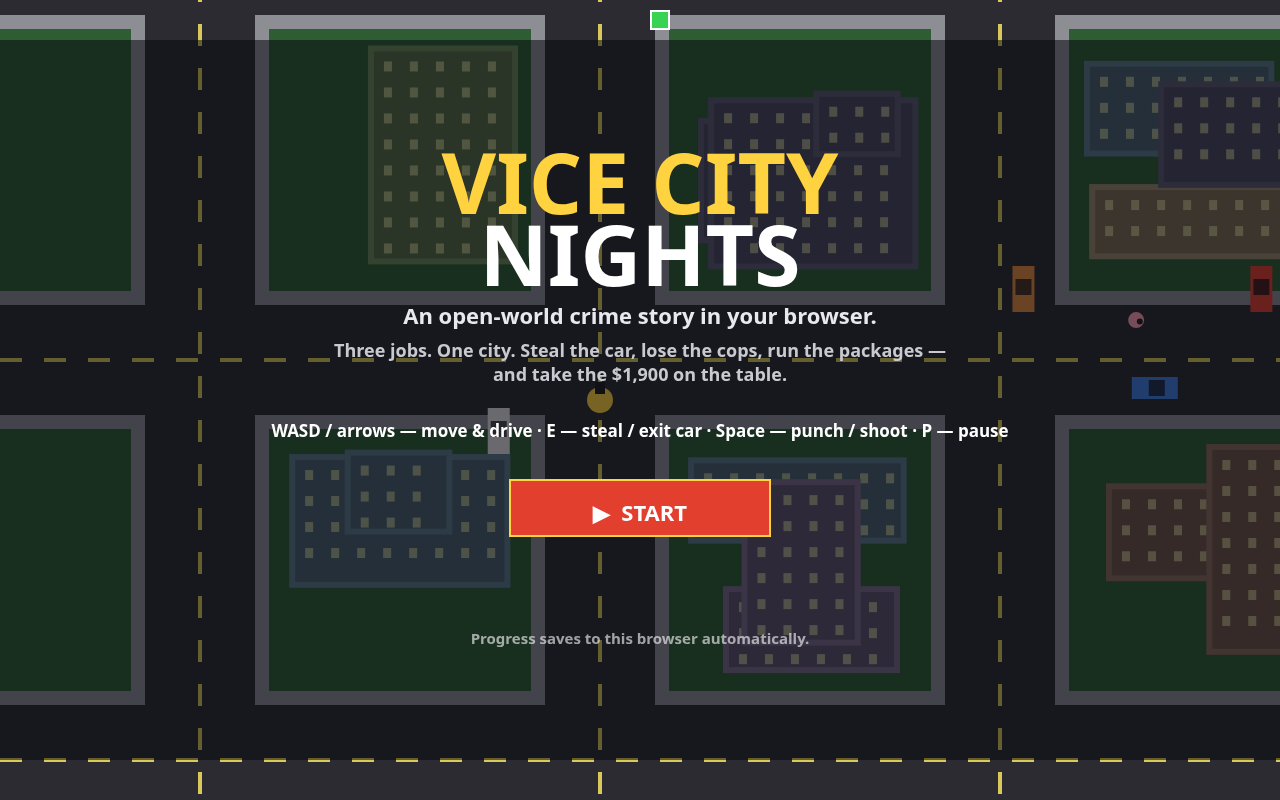 VICE CITY
NIGHTS
An open-world crime story in your browser.
Three jobs. One city. Steal the car, lose the cops, run the packages —
and take the $1,900 on the table.
WASD / arrows — move & drive · E — steal / exit car · Space — punch / shoot · P — pause
▶ START
Progress saves to this browser automatically.